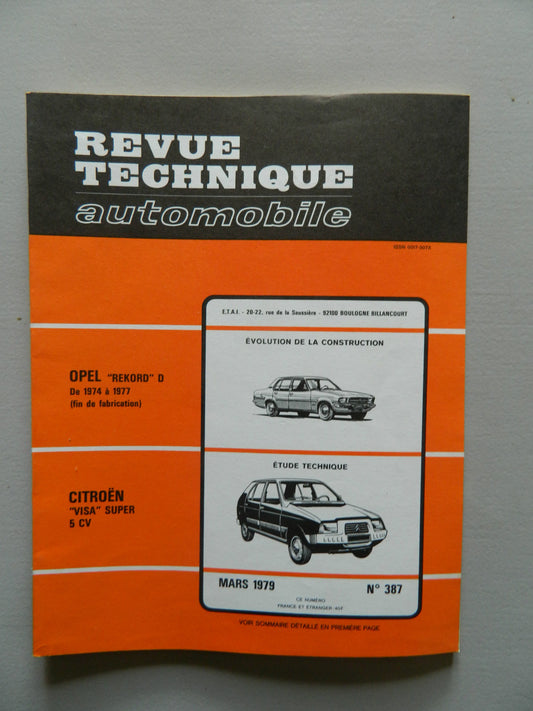 REVUE
TECHNIQUE
automobile
ISSN 0017-307X
E.T.A.I. - 20-22, rue de la Saussière - 92100 BOULOGNE BILLANCOURT
ÉVOLUTION DE LA CONSTRUCTION
OPEL "REKORD" D
De 1974 à 1977
(fin de fabrication)
ÉTUDE TECHNIQUE
CITROËN
"VISA" SUPER
5 CV
MARS 1979 N° 387
CE NUMÉRO
FRANCE ET ÉTRANGER : 45F
VOIR SOMMAIRE DÉTAILLÉ EN PREMIÈRE PAGE